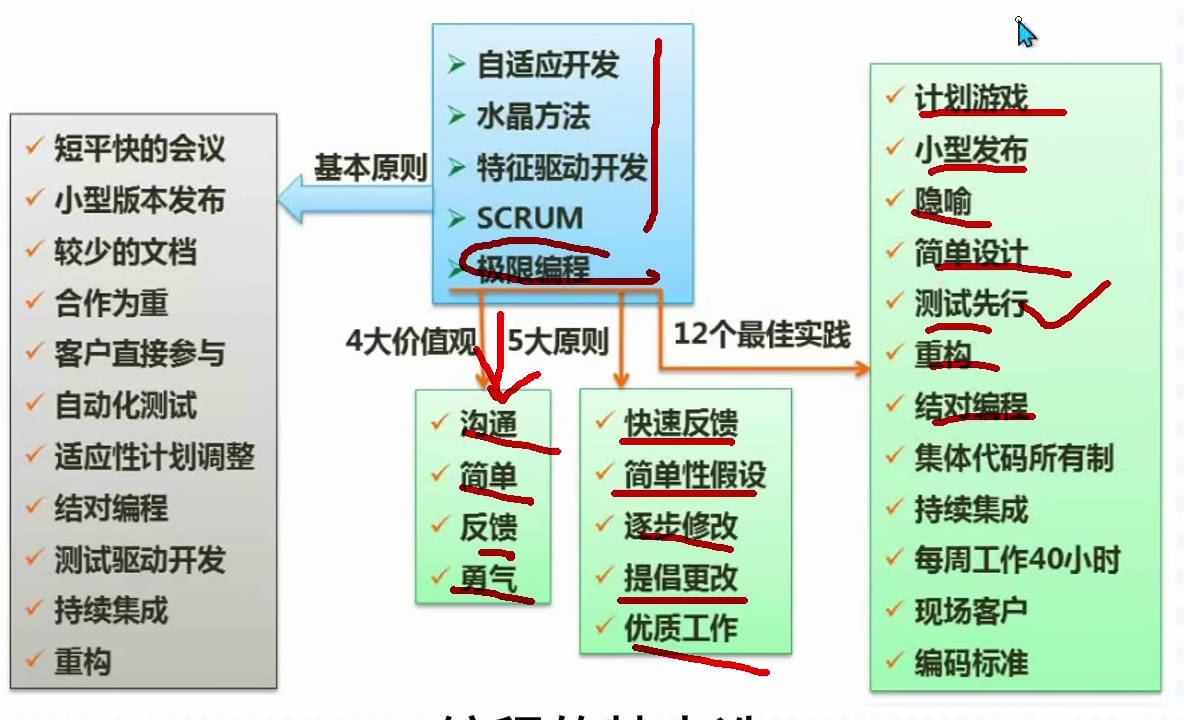 自适应开发
水晶方法
特征驱动开发
SCRUM
极限编程
基本原则
短平快的会议
小型版本发布
较少的文档
合作为重
客户直接参与
自动化测试
适应性计划调整
结对编程
测试驱动开发
持续集成
重构
4大价值观
沟通
简单
反馈
勇气
5大原则
快速反馈
简单性假设
逐步修改
提倡更改
优质工作
12个最佳实践
计划游戏
小型发布
隐喻
简单设计
测试先行
重构
结对编程
集体代码所有制
持续集成
每周工作40小时
现场客户
编码标准